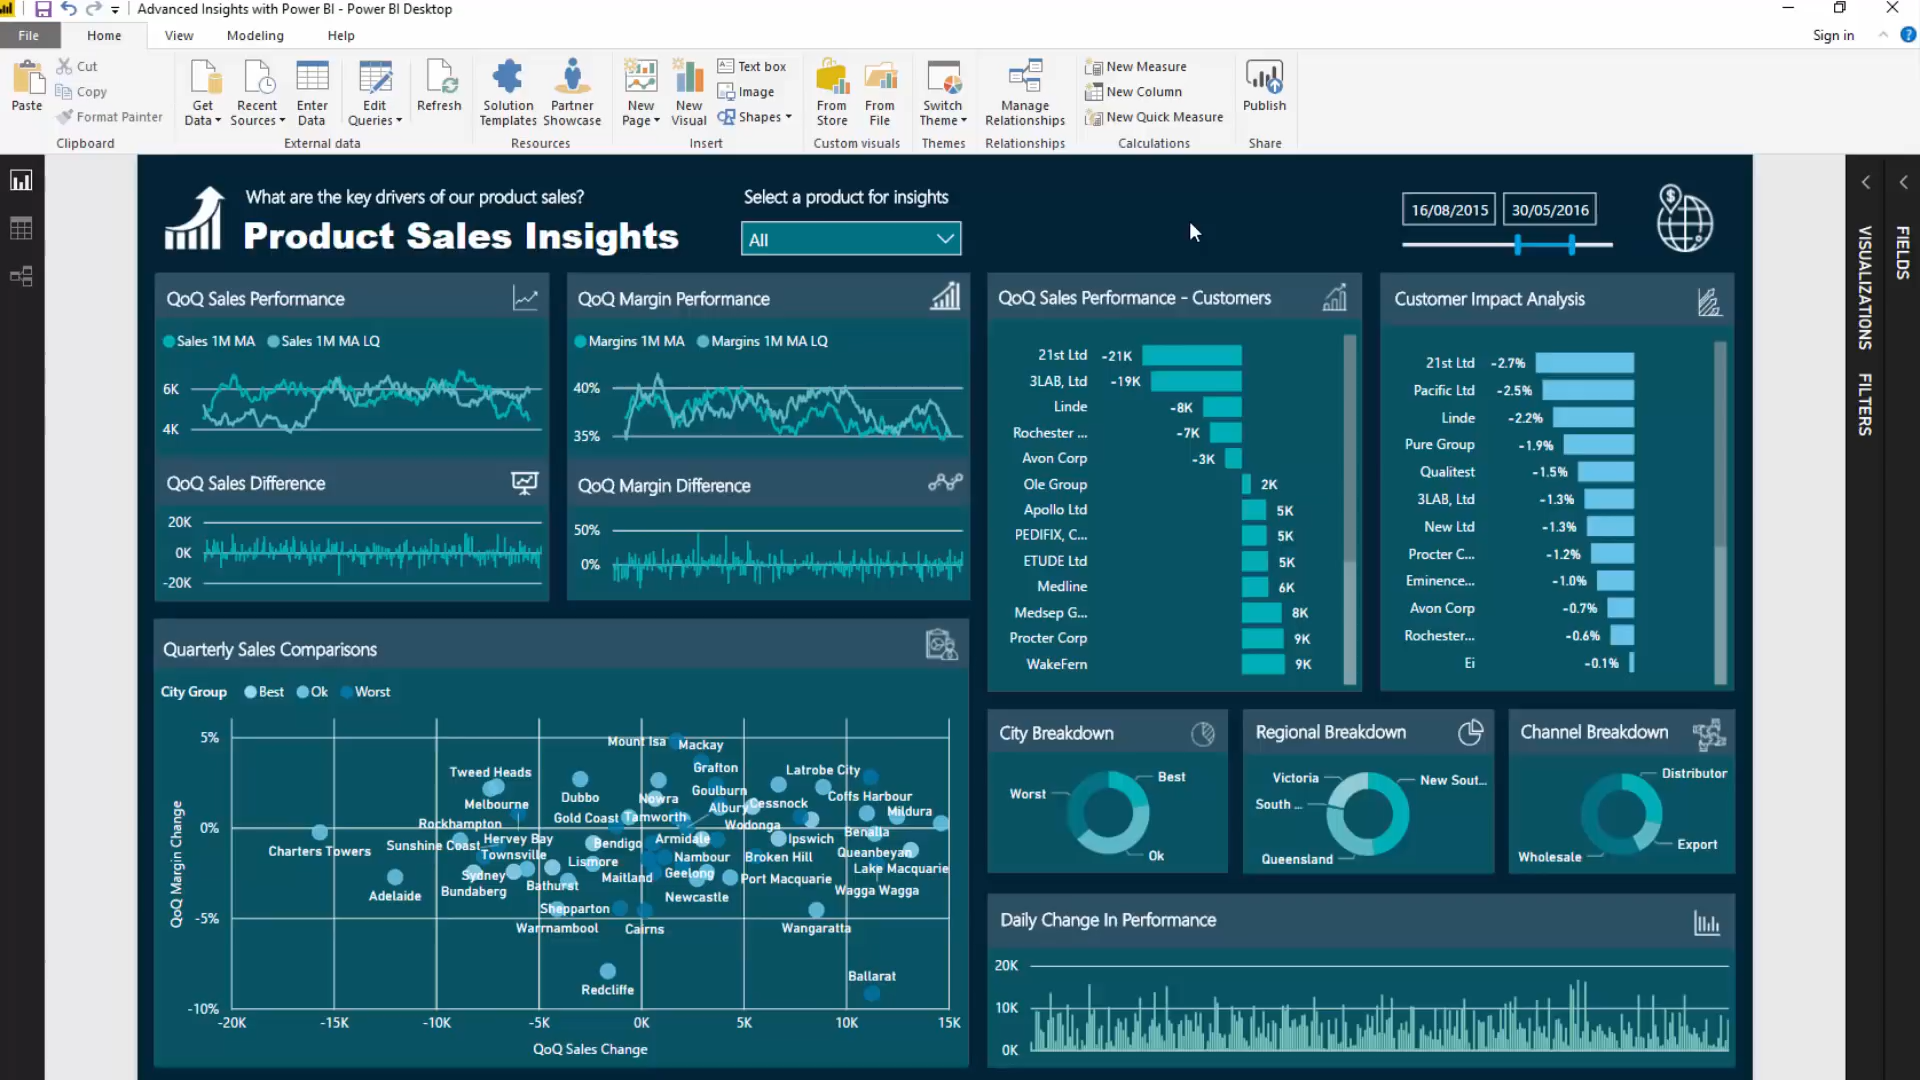 Advanced Insights with Power BI - Power BI Desktop
File
Home
View
Modeling
Help
Sign in
Paste
Cut
Copy
Format Painter
Clipboard
Get Data
Recent Sources
Enter Data
Edit Queries
Refresh
External data
Solution Templates
Partner Showcase
Resources
New Page
New Visual
Text box
Image
Shapes
Insert
From Store
From File
Custom visuals
Switch Theme
Themes
Manage Relationships
Relationships
New Measure
New Column
New Quick Measure
Calculations
Publish
Share
What are the key drivers of our product sales?
Product Sales Insights
Select a product for insights
All
16/08/2015
30/05/2016
VISUALIZATIONS
FILTERS
FIELDS
QoQ Sales Performance
Sales 1M MA
Sales 1M MA LQ
6K
4K
QoQ Sales Difference
20K
0K
-20K
QoQ Margin Performance
Margins 1M MA
Margins 1M MA LQ
40%
35%
QoQ Margin Difference
50%
0%
QoQ Sales Performance - Customers
21st Ltd -21K
3LAB, Ltd -19K
Linde -8K
Rochester ... -7K
Avon Corp -3K
Ole Group 2K
Apollo Ltd 5K
PEDIFIX, C... 5K
ETUDE Ltd 5K
Medline 6K
Medsep G... 8K
Procter Corp 9K
WakeFern 9K
Customer Impact Analysis
21st Ltd -2.7%
Pacific Ltd -2.5%
Linde -2.2%
Pure Group -1.9%
Qualitest -1.5%
3LAB, Ltd -1.3%
New Ltd -1.3%
Procter C... -1.2%
Eminence... -1.0%
Avon Corp -0.7%
Rochester... -0.6%
Ei -0.1%
Quarterly Sales Comparisons
City Group
Best
Ok
Worst
QoQ Margin Change
5%
0%
-5%
-10%
Mount Isa
Mackay
Tweed Heads
Grafton
Latrobe City
Melbourne
Dubbo
Nowra
Goulburn
Coffs Harbour
Albury
Cessnock
Mildura
Rockhampton
Gold Coast
Tamworth
Wodonga
Benalla
Sunshine Coast
Hervey Bay
Bendigo
Armidale
Ipswich
Charters Towers
Townsville
Lismore
Nambour
Broken Hill
Queanbeyan
Sydney
Maitland
Geelong
Port Macquarie
Lake Macquarie
Adelaide
Bundaberg
Bathurst
Newcastle
Wagga Wagga
Shepparton
Warrnambool
Cairns
Wangaratta
Redcliffe
Ballarat
-20K
-15K
-10K
-5K
0K
5K
10K
15K
QoQ Sales Change
City Breakdown
Best
Worst
Ok
Regional Breakdown
Victoria
New Sout...
South ...
Queensland
Channel Breakdown
Distributor
Export
Wholesale
Daily Change In Performance
20K
10K
0K